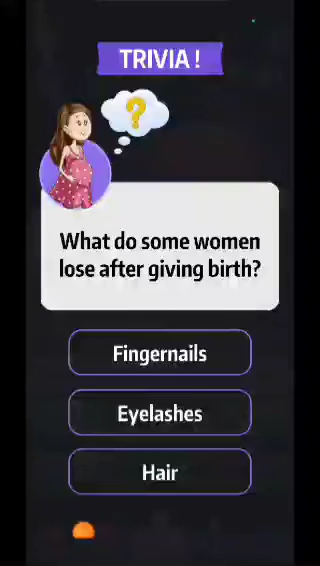 TRIVIA !
?
What do some women
lose after giving birth?
Fingernails
Eyelashes
Hair